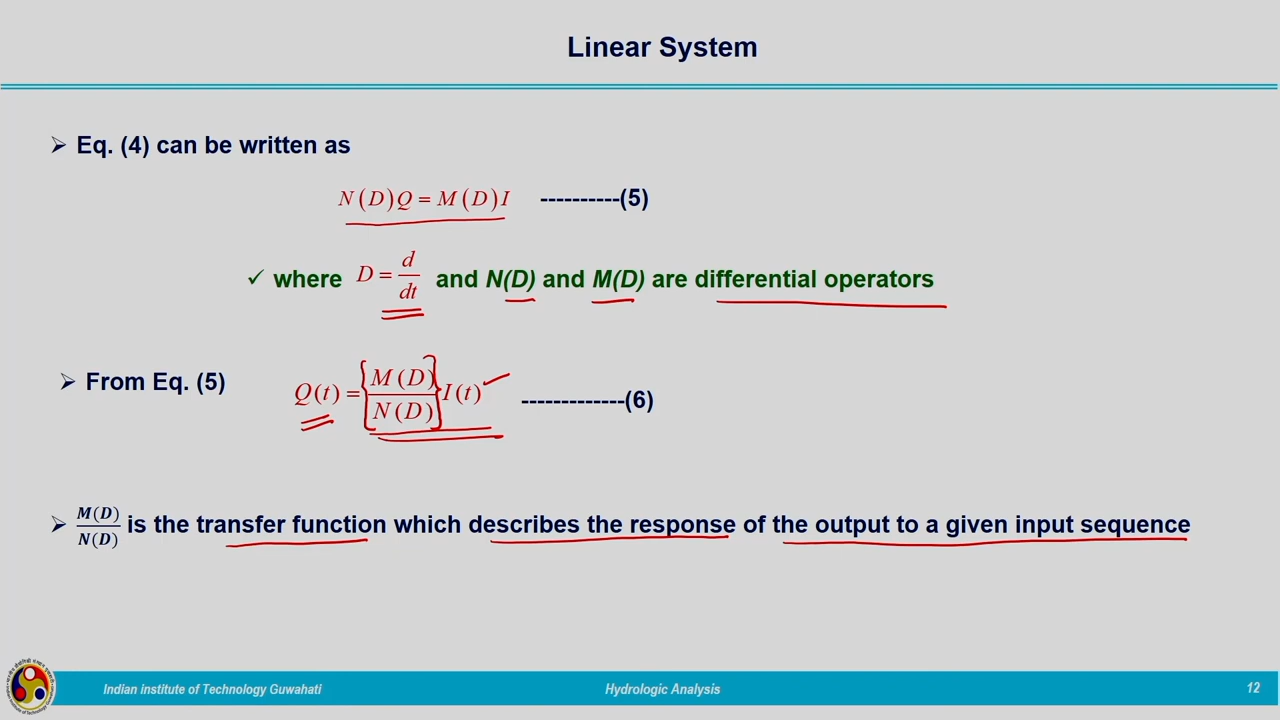 Linear System
➢ Eq. (4) can be written as
N(D)Q = M(D)I ----------(5)
✓ where D = d/dt and N(D) and M(D) are differential operators
➢ From Eq. (5) Q(t) = [M(D)/N(D)] I(t) -------------(6)
➢ M(D)/N(D) is the transfer function which describes the response of the output to a given input sequence
Indian institute of Technology Guwahati Hydrologic Analysis 12